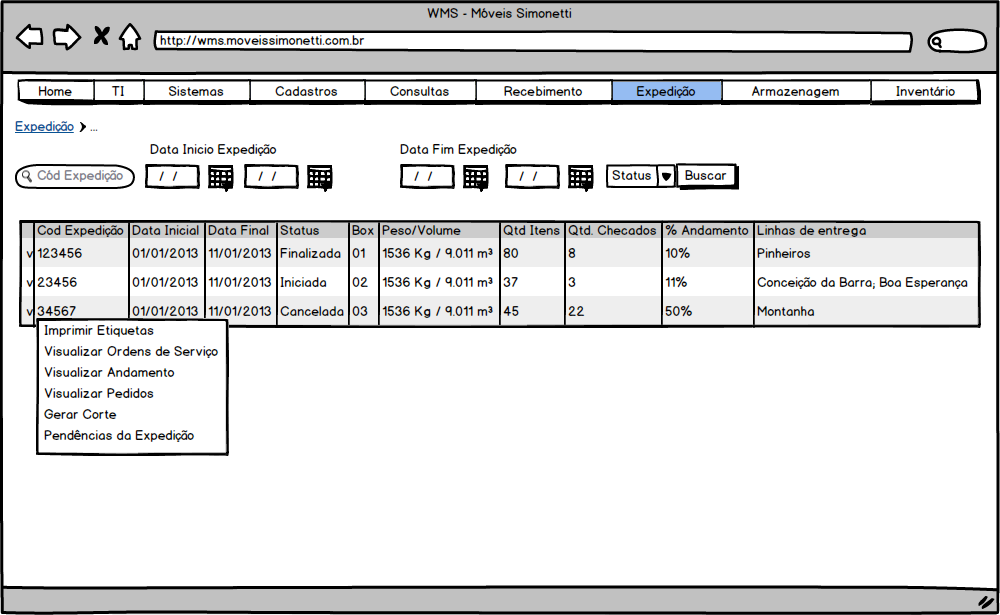 WMS - Móveis Simonetti
http://wms.moveissimonetti.com.br
Home TI Sistemas Cadastros Consultas Recebimento Expedição Armazenagem Inventário
Expedição ...
Data Inicio Expedição Data Fim Expedição
Cód Expedição / / / / / / / / Status Buscar
Cod Expedição Data Inicial Data Final Status Box Peso/Volume Qtd Itens Qtd. Checados % Andamento Linhas de entrega
v 123456 01/01/2013 11/01/2013 Finalizada 01 1536 Kg / 9.011 m³ 80 8 10% Pinheiros
v 23456 01/01/2013 11/01/2013 Iniciada 02 1536 Kg / 9.011 m³ 37 3 11% Conceição da Barra; Boa Esperança
v 34567 01/01/2013 11/01/2013 Cancelada 03 1536 Kg / 9.011 m³ 45 22 50% Montanha
Imprimir Etiquetas
Visualizar Ordens de Serviço
Visualizar Andamento
Visualizar Pedidos
Gerar Corte
Pendências da Expedição